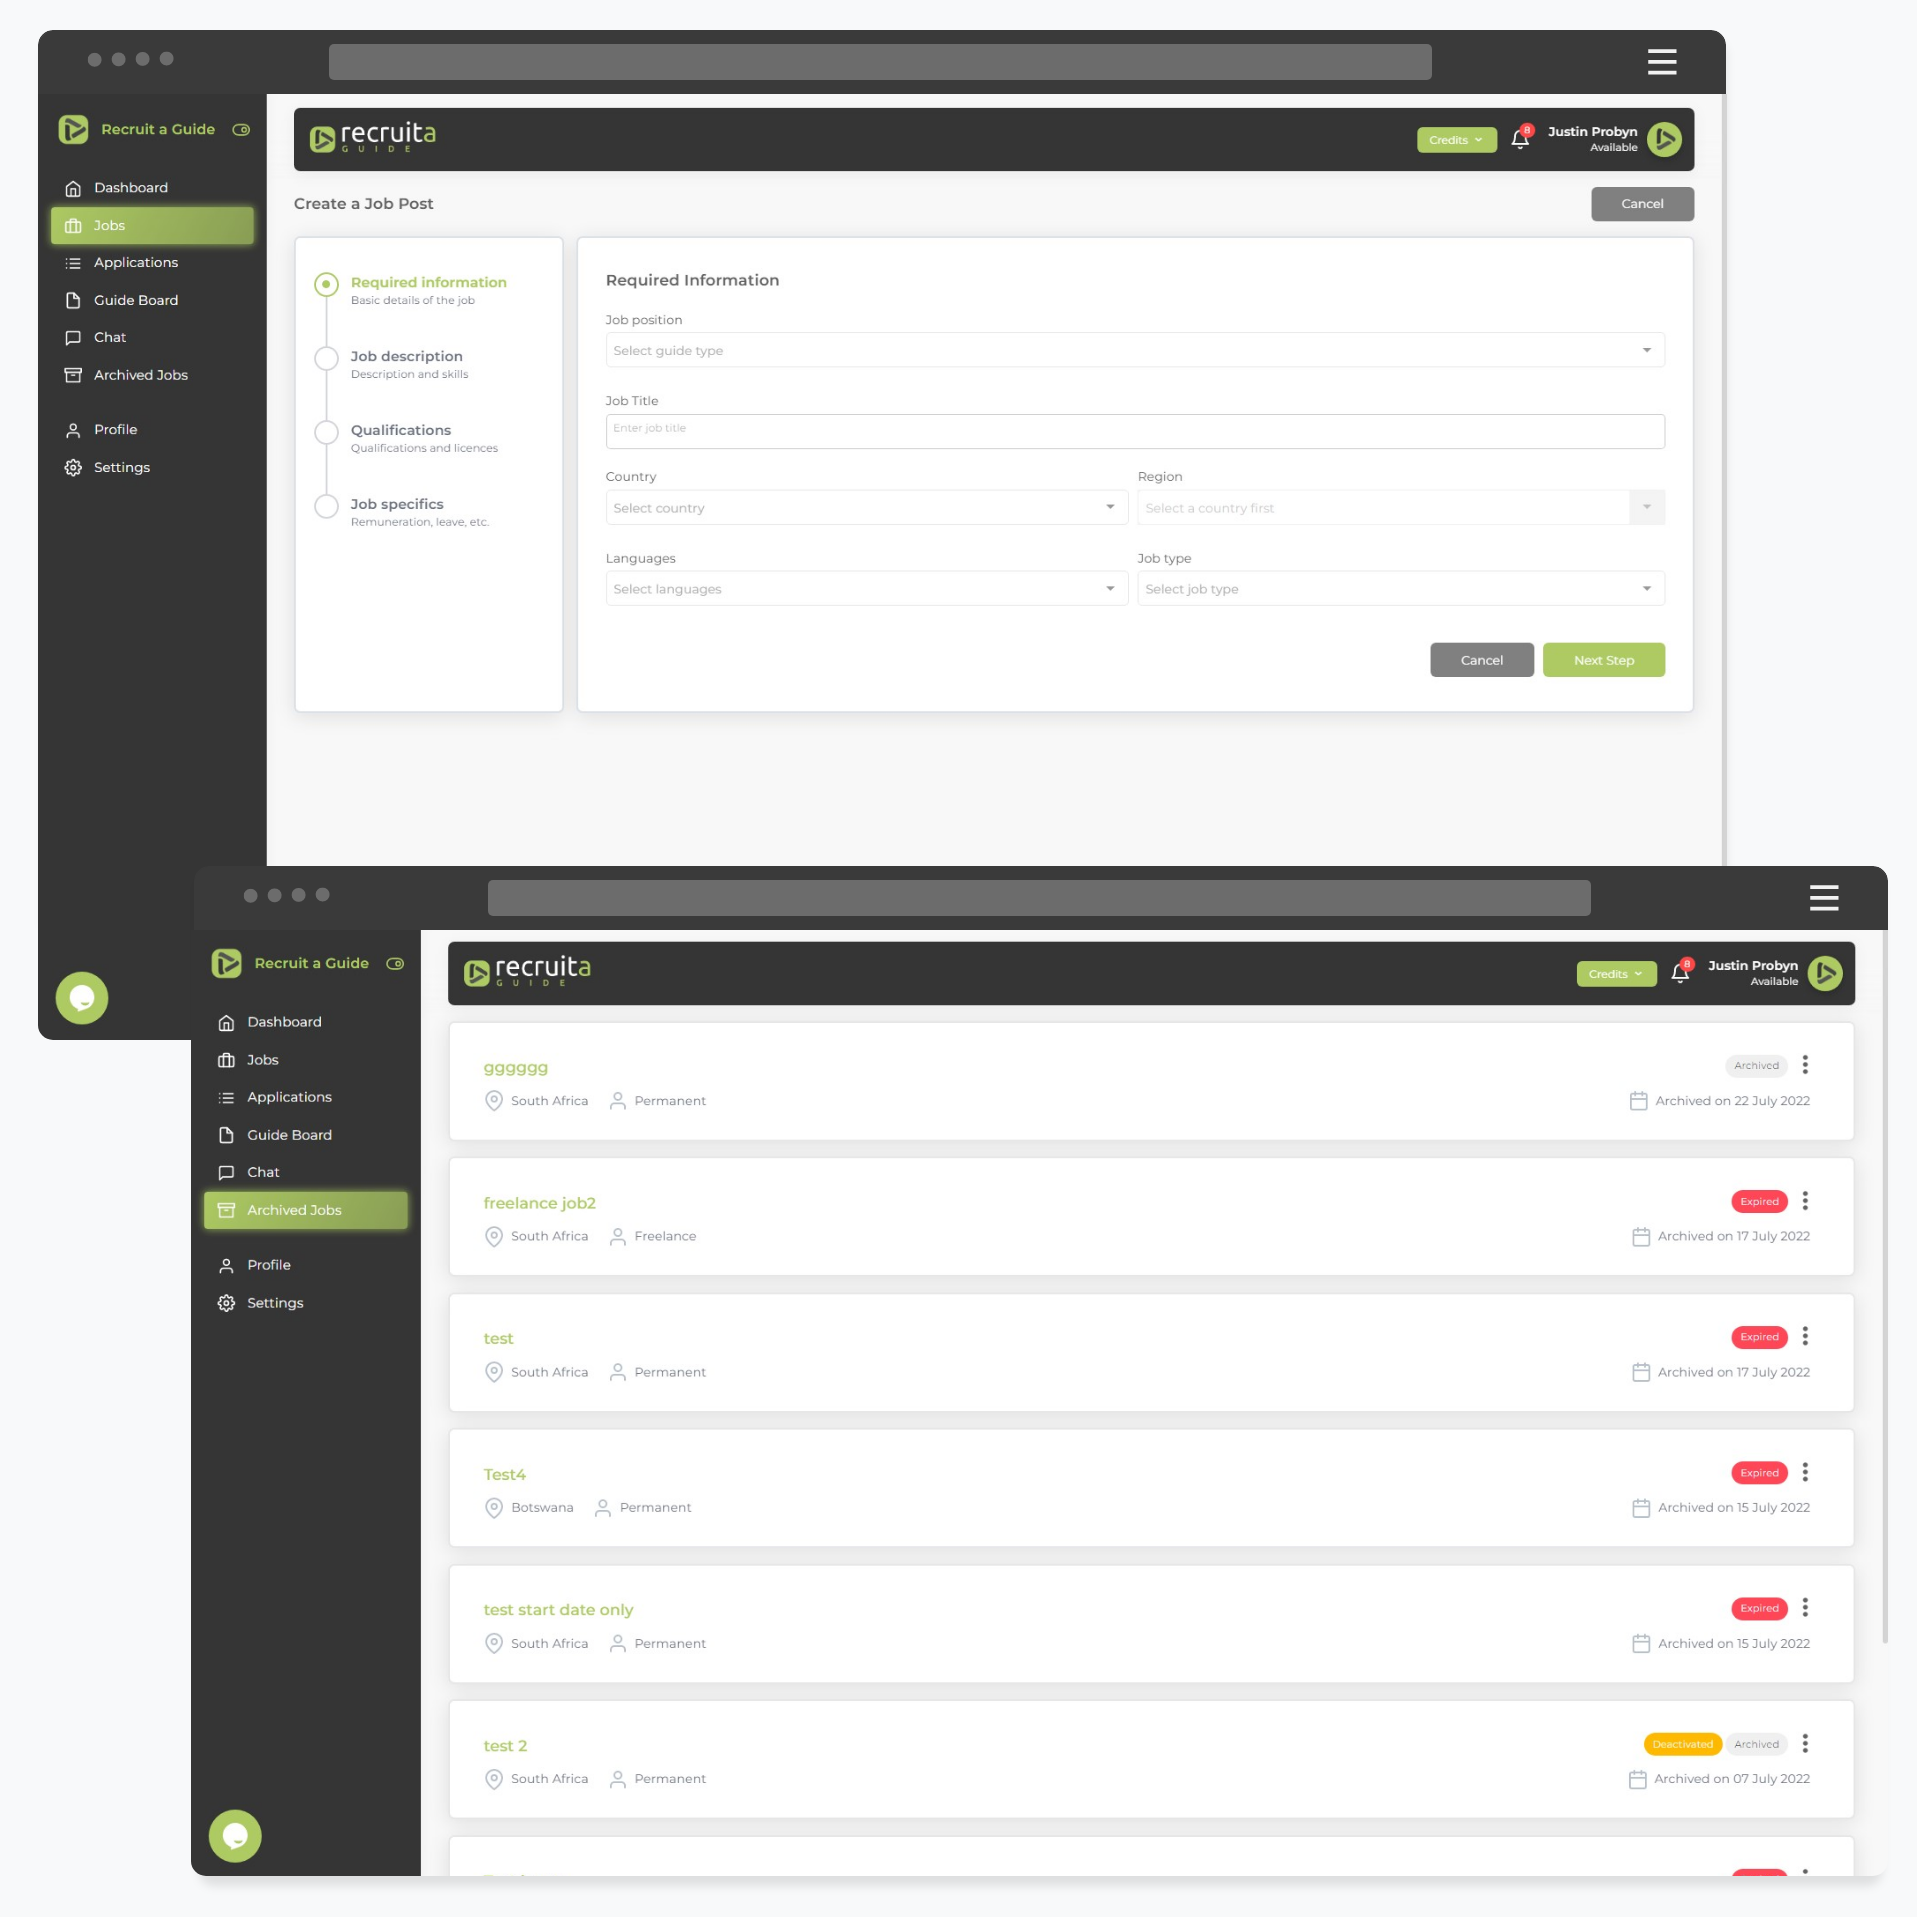 Recruit a Guide
Dashboard
Jobs
Applications
Guide Board
Chat
Archived Jobs
Profile
Settings
recruita
GUIDE
Credits
8
Justin Probyn
Available
Create a Job Post
Cancel
Required information
Basic details of the job
Job description
Description and skills
Qualifications
Qualifications and licences
Job specifics
Remuneration, leave, etc.
Required Information
Job position
Select guide type
Job Title
Enter job title
Country
Region
Select country
Select a country first
Languages
Job type
Select languages
Select job type
Cancel
Next Step
Recruit a Guide
Dashboard
Jobs
Applications
Guide Board
Chat
Archived Jobs
Profile
Settings
recruita
GUIDE
Credits
8
Justin Probyn
Available
gggggg
Archived
South Africa
Permanent
Archived on 22 July 2022
freelance job2
Expired
South Africa
Freelance
Archived on 17 July 2022
test
Expired
South Africa
Permanent
Archived on 17 July 2022
Test4
Expired
Botswana
Permanent
Archived on 15 July 2022
test start date only
Expired
South Africa
Permanent
Archived on 15 July 2022
test 2
Deactivated
Archived
South Africa
Permanent
Archived on 07 July 2022